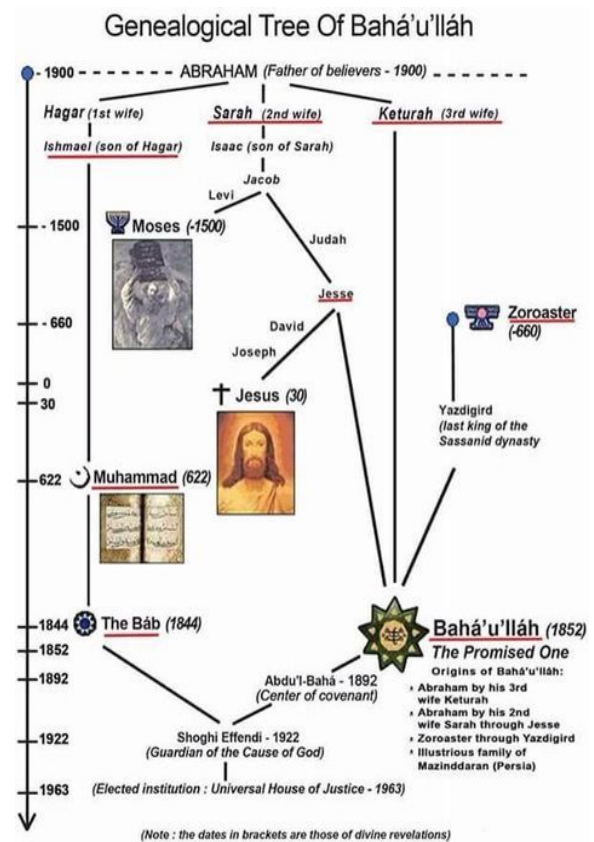 Genealogical Tree Of Bahá'u'lláh
- 1900 - - - - - - - - - ABRAHAM (Father of believers - 1900) - - - - - - - -
Hagar (1st wife)
Sarah (2nd wife)
Keturah (3rd wife)
Ishmael (son of Hagar)
Isaac (son of Sarah)
Jacob
Levi
- 1500
Moses (-1500)
Judah
Jesse
- 660
David
Joseph
Zoroaster
(-660)
0
30
Jesus (30)
Yazdigird
(last king of the
Sassanid dynasty
622
Muhammad (622)
1844
The Báb (1844)
Bahá'u'lláh (1852)
The Promised One
1852
1892
Abdu'l-Bahá - 1892
(Center of covenant)
Origins of Bahá'u'lláh:
Abraham by his 3rd
wife Keturah
Abraham by his 2nd
wife Sarah through Jesse
Zoroaster through Yazdigird
Illustrious family of
Mazinddaran (Persia)
1922
Shoghi Effendi - 1922
(Guardian of the Cause of God)
1963
(Elected institution : Universal House of Justice - 1963)
(Note : the dates in brackets are those of divine revelations)